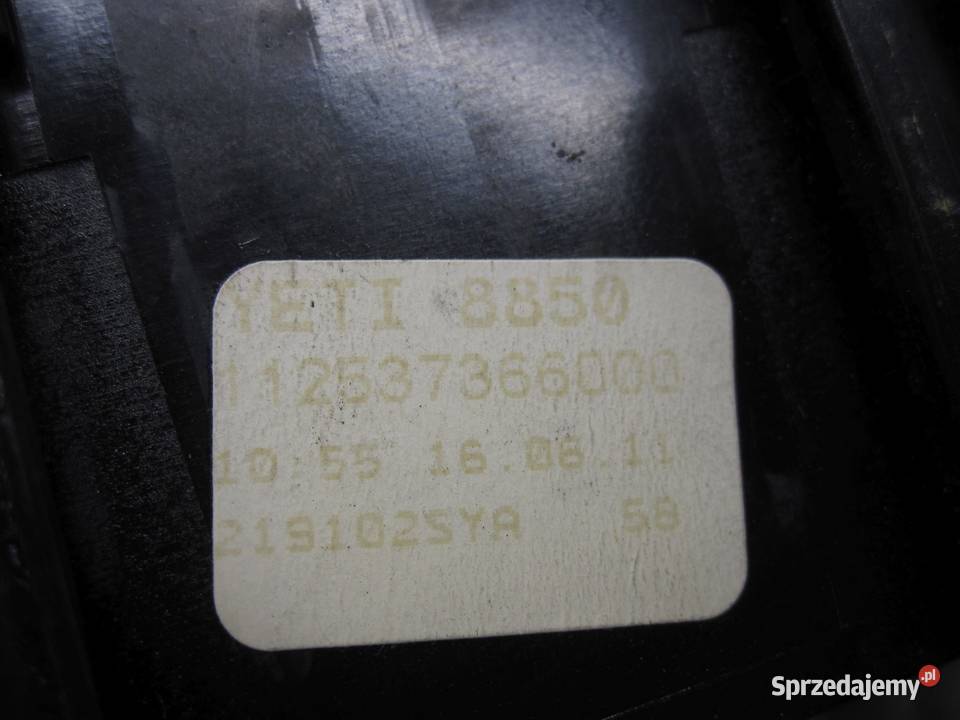 YETI 8850
112537366000
10:55 16.06.11
219102SYA 58
Sprzedajemy.pl